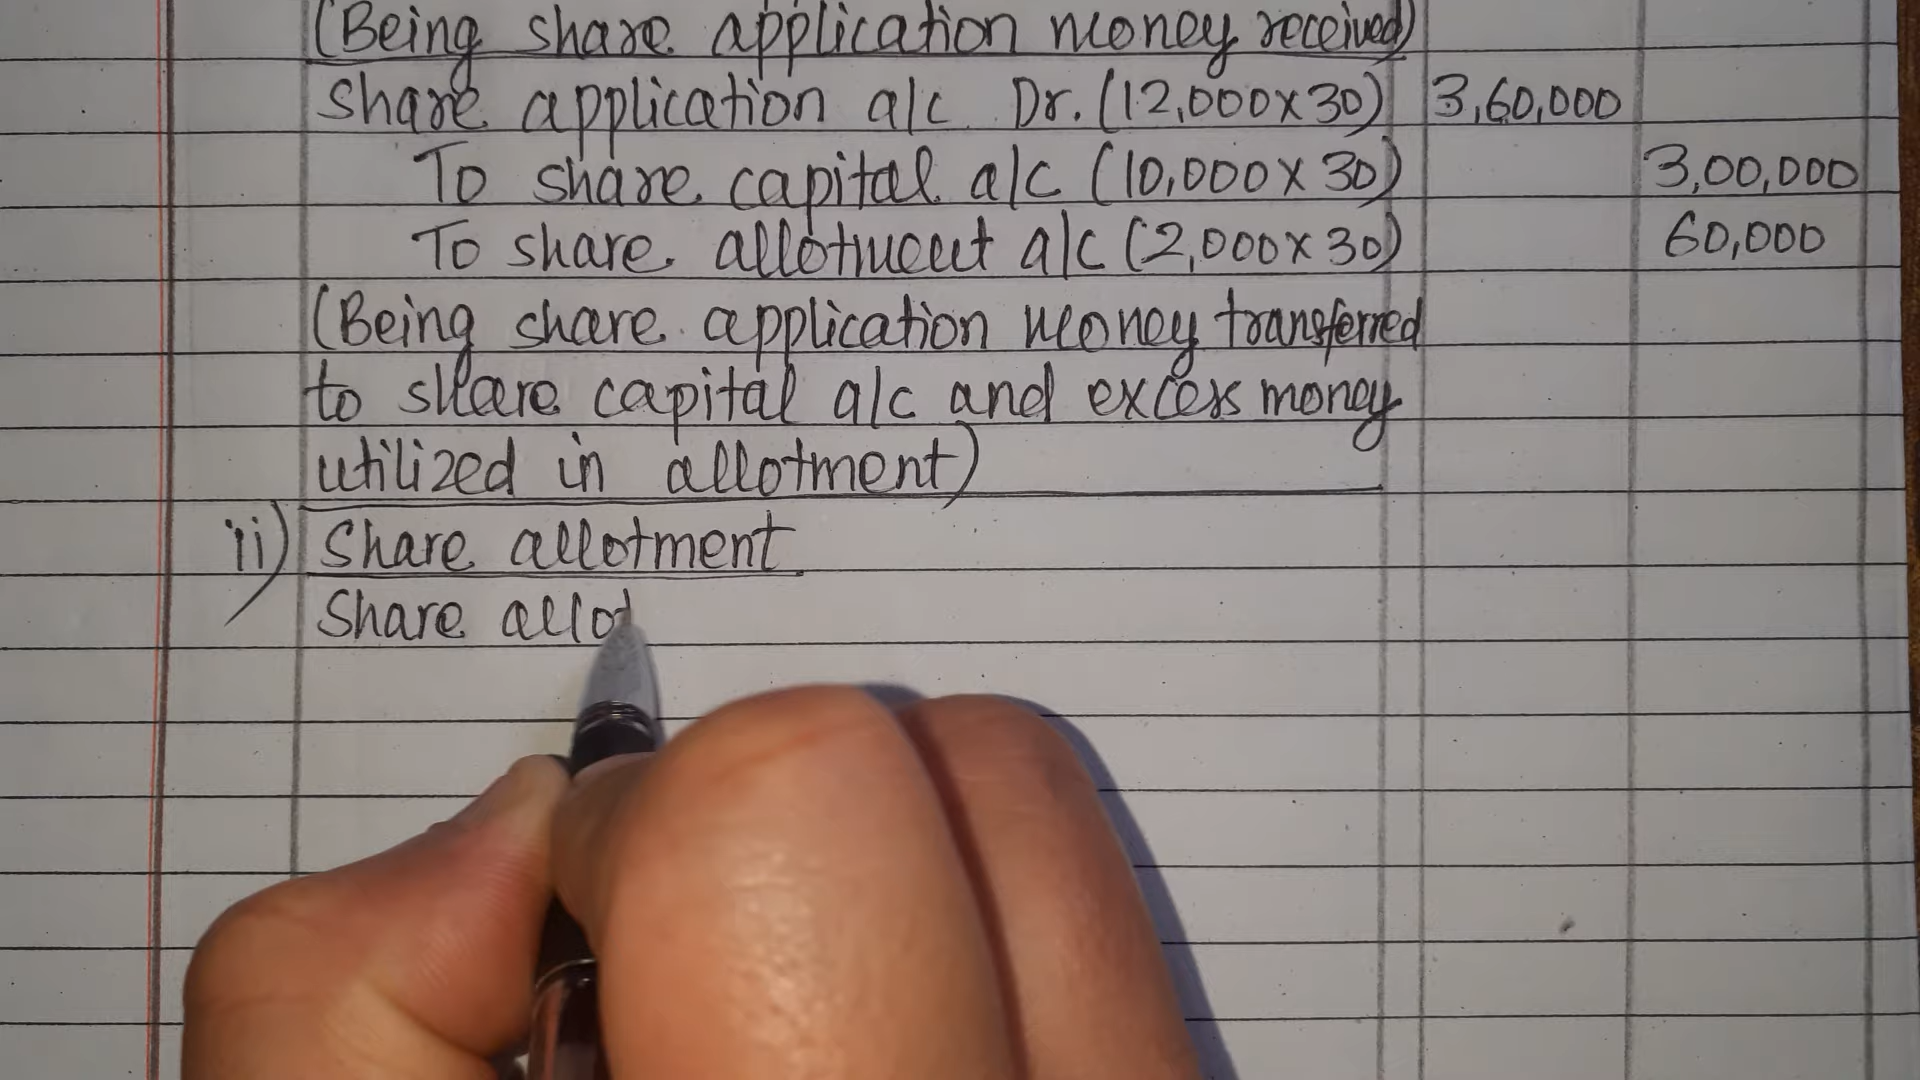 (Being share application money received)
Share application a/c Dr. (12,000x30) 3,60,000
To share capital a/c (10,000x30) 3,00,000
To share allotment a/c (2,000x30) 60,000
(Being share application money transferred
to share capital a/c and excess money
utilized in allotment)
ii) Share allotment
Share allot